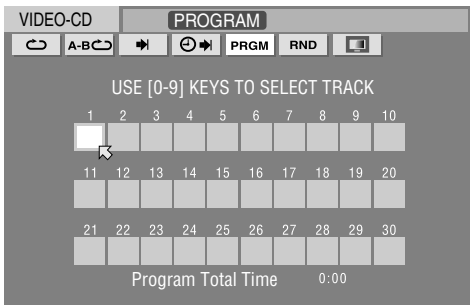 VIDEO-CD PROGRAM
A-B PRGM RND
USE [0-9] KEYS TO SELECT TRACK
1 2 3 4 5 6 7 8 9 10
11 12 13 14 15 16 17 18 19 20
21 22 23 24 25 26 27 28 29 30
Program Total Time 0:00